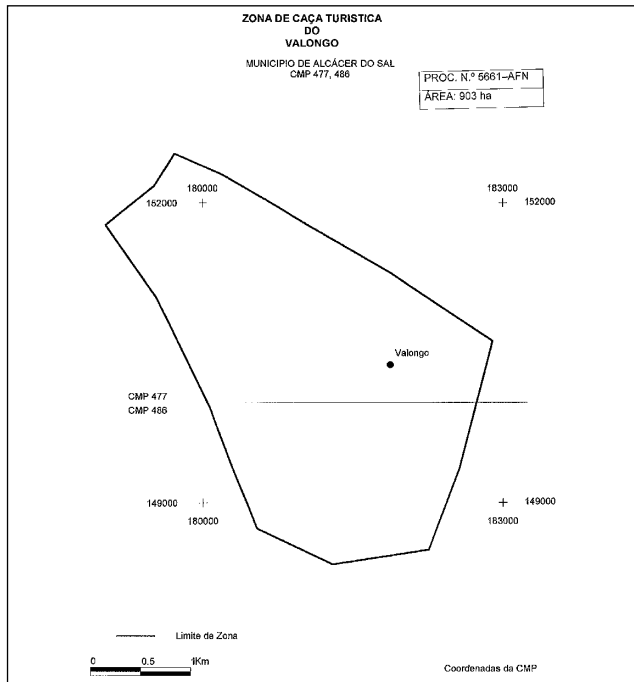 ZONA DE CAÇA TURISTICA
DO
VALONGO
MUNICIPIO DE ALCÁCER DO SAL
CMP 477, 486
PROC. N.º 5661–AFN
ÁREA: 903 ha
180000
183000
152000
152000
Valongo
CMP 477
CMP 486
149000
149000
180000
183000
Limite de Zona
0 0.5 1Km
Coordenadas da CMP